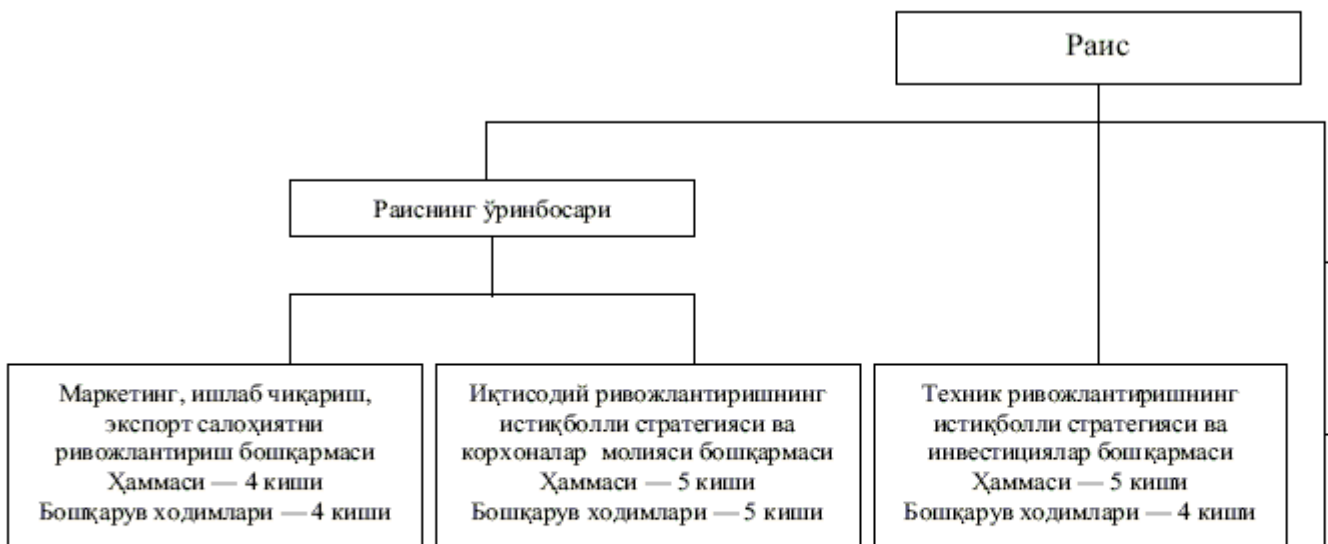 Раис
Раиснинг ўринбосари
Маркетинг, ишлаб чиқариш,
экспорт салоҳиятни
ривожлантириш бошқармаси
Ҳаммаси — 4 киши
Бошқарув ходимлари — 4 киши
Иқтисодий ривожлантиришнинг
истиқболли стратегияси ва
корхоналар молияси бошқармаси
Ҳаммаси — 5 киши
Бошқарув ходимлари — 5 киши
Техник ривожлантиришнинг
истиқболли стратегияси ва
инвестициялар бошқармаси
Ҳаммаси — 5 киши
Бошқарув ходимлари — 4 киши